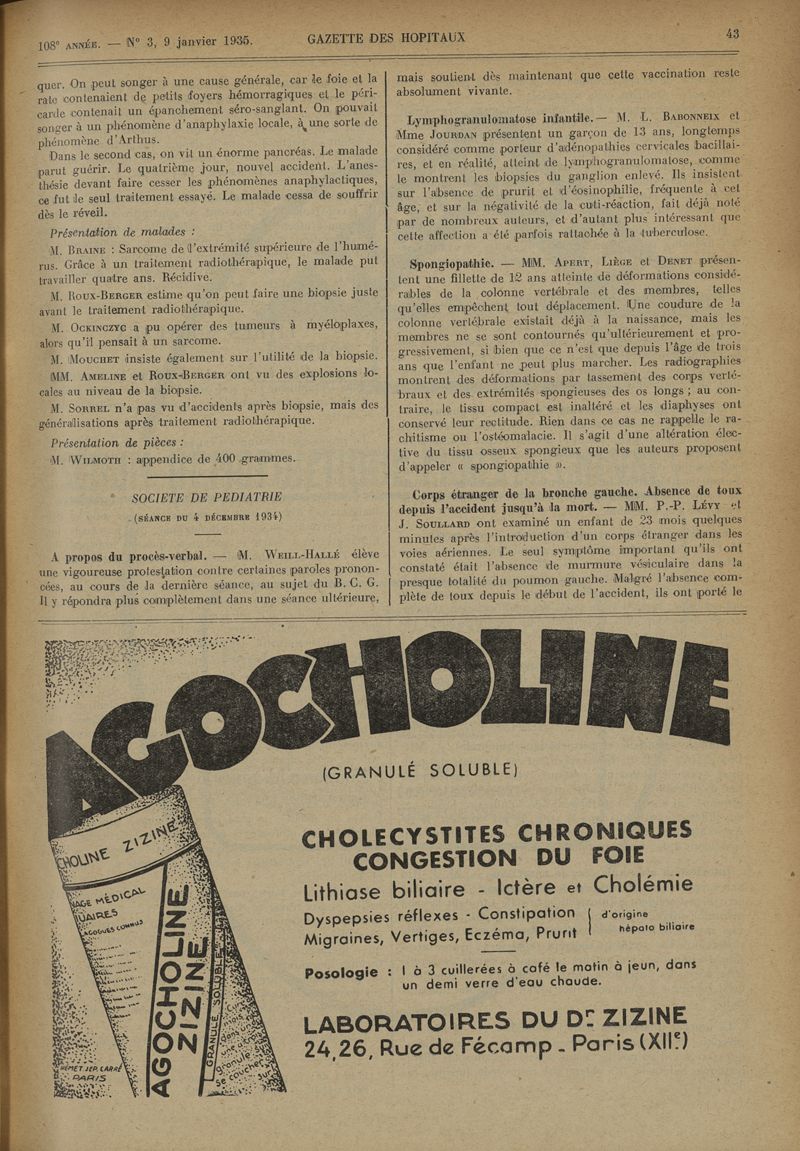 108e ANNÉE. — N° 3, 9 janvier 1935.
GAZETTE DES HOPITAUX
43
quer. On peut songer à une cause générale, car le foie et la
rate contenaient de petits foyers hémorragiques et le péri-
carde contenait un épanchement séro-sanglant. On pouvait
songer à un phénomène d'anaphylaxie locale, à une sorte de
phénomène d'Arthus.
Dans le second cas, on vit un énorme pancréas. Le malade
parut guérir. Le quatrième jour, nouvel accident. L'anes-
thésie devant faire cesser les phénomènes anaphylactiques,
ce fut le seul traitement essayé. Le malade cessa de souffrir
dès le réveil.
Présentation de malades :
M. BRAINE : Sarcome de l'extrémité supérieure de l'humé-
rus. Grâce à un traitement radiothérapique, le malade put
travailler quatre ans. Récidive.
M. ROUX-BERGER estime qu'on peut faire une biopsie juste
avant le traitement radiothérapique.
M. OCKINCZYC a pu opérer des tumeurs à myéloplaxes,
alors qu'il pensait à un sarcome.
M. MOUCHET insiste également sur l'utilité de la biopsie.
MM. AMELINE et ROUX-BERGER ont vu des explosions lo-
cales au niveau de la biopsie.
M. SORREL n'a pas vu d'accidents après biopsie, mais des
généralisations après traitement radiothérapique.
Présentation de pièces :
M. WILMOTH : appendice de 400 grammes.
SOCIETE DE PEDIATRIE
(SÉANCE DU 4 DÉCEMBRE 1934)
A propos du procès-verbal. — M. WEILL-HALLÉ élève
une vigoureuse protestation contre certaines paroles pronon-
cées, au cours de la dernière séance, au sujet du B. C. G.
Il y répondra plus complètement dans une séance ultérieure,
mais soutient dès maintenant que cette vaccination reste
absolument vivante.
Lymphogranulomatose infantile. — M. L. BABONNEIX et
Mme JOURDAN présentent un garçon de 13 ans, longtemps
considéré comme porteur d'adénopathies cervicales bacillai-
res, et en réalité, atteint de lymphogranulomatose, comme
le montrent les biopsies du ganglion enlevé. Ils insistent
sur l'absence de prurit et d'éosinophilie, fréquente à cet
âge, et sur la négativité de la cuti-réaction, fait déjà noté
par de nombreux auteurs, et d'autant plus intéressant que
cette affection a été parfois rattachée à la tuberculose.
Spongiopathie. — MM. APERT, LIÈGE et DENET présen-
tent une fillette de 12 ans atteinte de déformations considé-
rables de la colonne vertébrale et des membres, telles
qu'elles empêchent tout déplacement. Une coudure de la
colonne vertébrale existait déjà à la naissance, mais les
membres ne se sont contournés qu'ultérieurement et pro-
gressivement, si bien que ce n'est que depuis l'âge de trois
ans que l'enfant ne peut plus marcher. Les radiographies
montrent des déformations par tassement des corps verté-
braux et des extrémités spongieuses des os longs ; au con-
traire, le tissu compact est inaltéré et les diaphyses ont
conservé leur rectitude. Rien dans ce cas ne rappelle le ra-
chitisme ou l'ostéomalacie. Il s'agit d'une altération élec-
tive du tissu osseux spongieux que les auteurs proposent
d'appeler « spongiopathie ».
Corps étranger de la bronche gauche. Absence de toux
depuis l'accident jusqu'à la mort. — MM. P.-P. LÉVY et
J. SOULLARD ont examiné un enfant de 23 mois quelques
minutes après l'introduction d'un corps étranger dans les
voies aériennes. Le seul symptôme important qu'ils ont
constaté était l'absence de murmure vésiculaire dans la
presque totalité du poumon gauche. Malgré l'absence com-
plète de toux depuis le début de l'accident, ils ont porté le
AGOCHOLINE
(GRANULÉ SOLUBLE)
CHOLECYSTITES CHRONIQUES
CONGESTION DU FOIE
Lithiase biliaire - Ictère et Cholémie
Dyspepsies réflexes - Constipation
Migraines, Vertiges, Eczéma, Prurit
d'origine
hépato biliaire
Posologie : 1 à 3 cuillerées à café le matin à jeun, dans
un demi verre d'eau chaude.
LABORATOIRES DU Dr ZIZINE
24,26, Rue de Fécamp - Paris (XIIe)
CHOLINE ZIZINE
AGE MÉDICAL
AGOCHOLINE
ZIZINE
GRANULÉ SOLUBLE
PARIS
se coucher